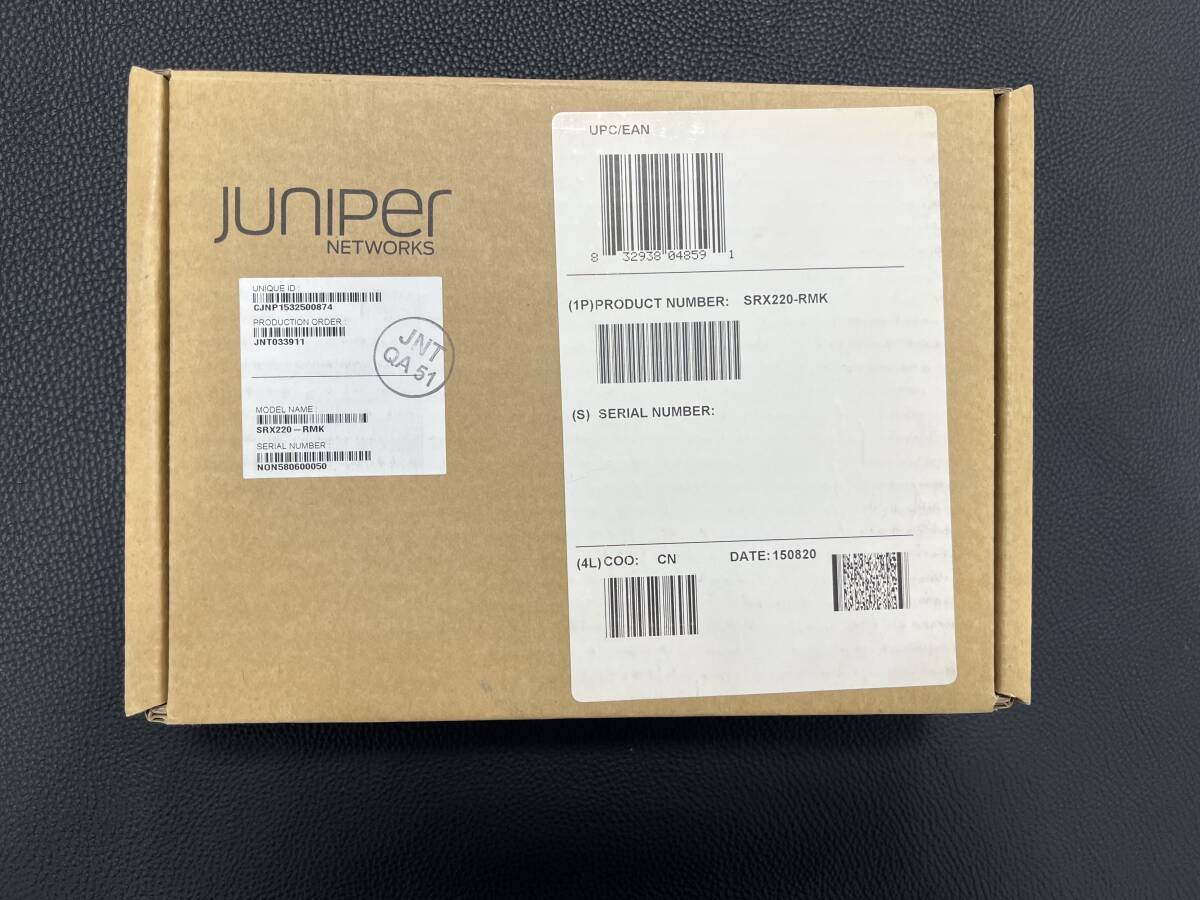 JUNIPer
NETWORKS
UNIQUE ID :
CJNP1532500874
PRODUCTION ORDER :
JNT033911
JNT
QA 51
MODEL NAME :
SRX220-RMK
SERIAL NUMBER :
NON580600050
UPC/EAN
8 32938 04859 1
(1P)PRODUCT NUMBER: SRX220-RMK
(S) SERIAL NUMBER:
(4L)COO: CN DATE:150820